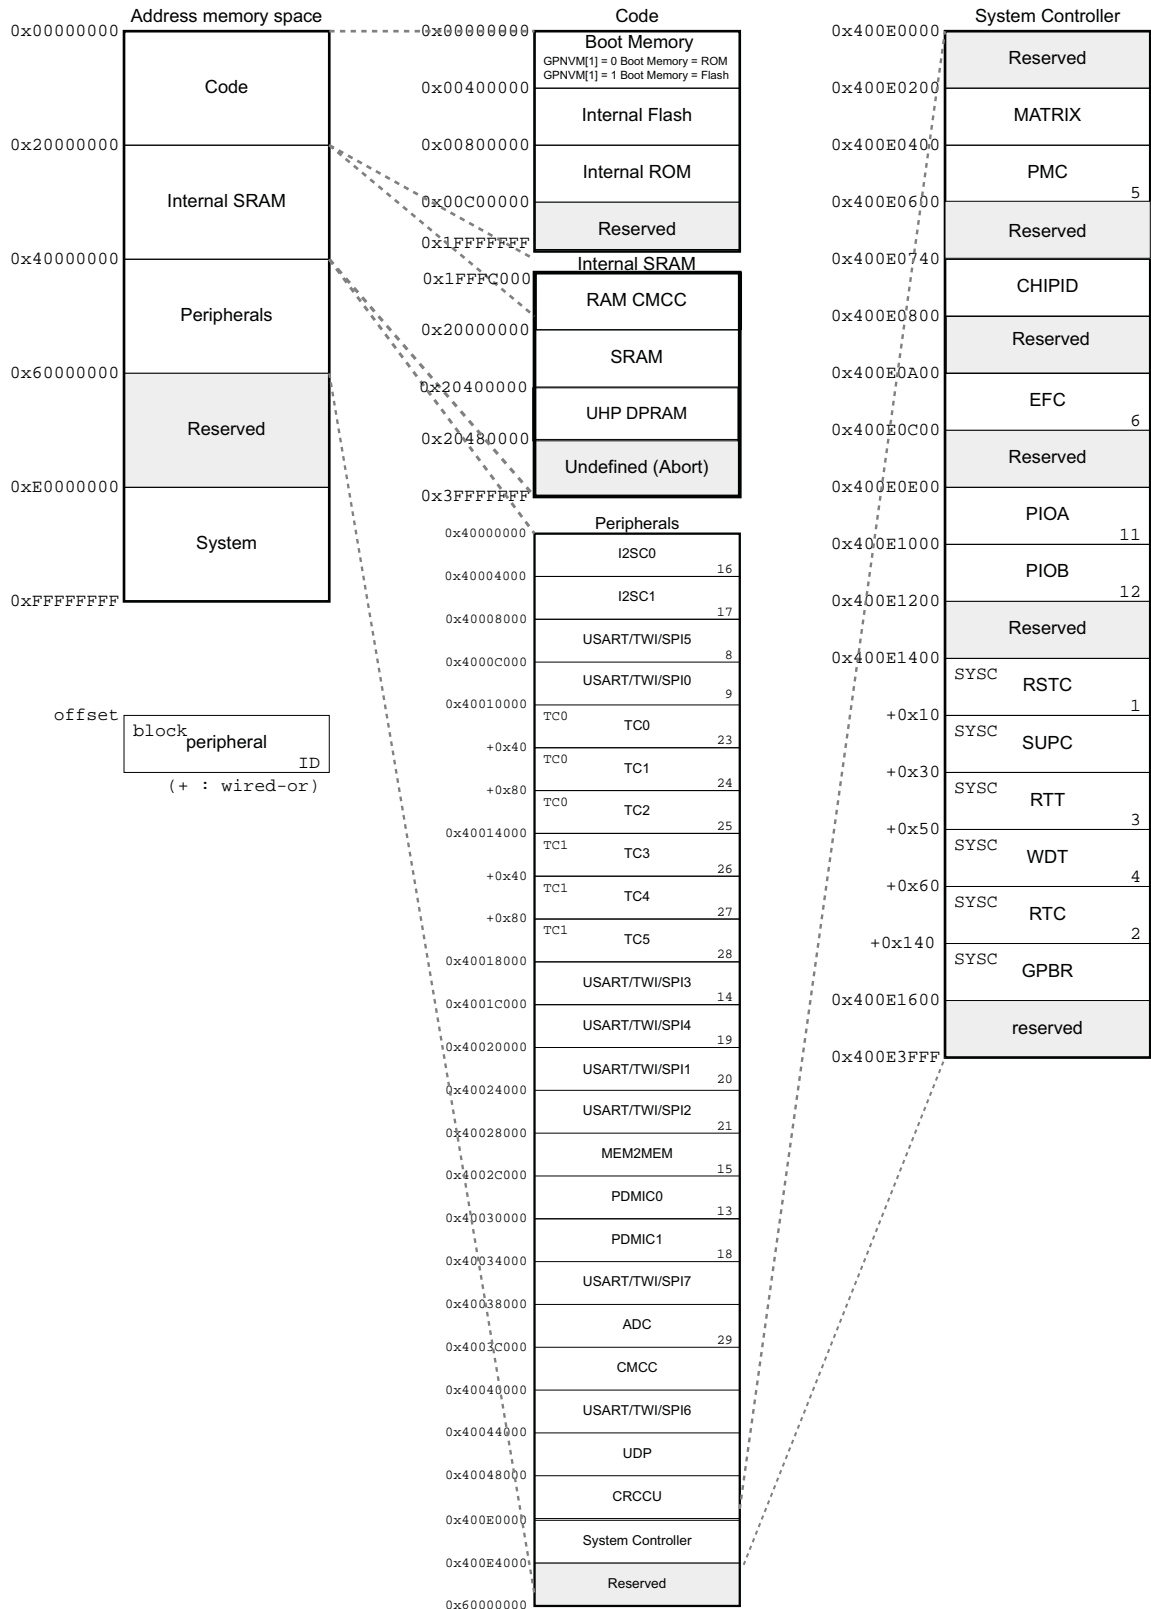 Address memory space
0x00000000
Code
0x20000000
Internal SRAM
0x40000000
Peripherals
0x60000000
Reserved
0xE0000000
System
0xFFFFFFFF
offset
block
peripheral
ID
(+ : wired-or)
Code
0x00000000
Boot Memory
GPNVM[1] = 0 Boot Memory = ROM
GPNVM[1] = 1 Boot Memory = Flash
0x00400000
Internal Flash
0x00800000
Internal ROM
0x00C00000
Reserved
0x1FFFFFFF
Internal SRAM
0x1FFFC000
RAM CMCC
0x20000000
SRAM
0x20400000
UHP DPRAM
0x20480000
Undefined (Abort)
0x3FFFFFFF
Peripherals
0x40000000
I2SC0
16
0x40004000
I2SC1
17
0x40008000
USART/TWI/SPI5
8
0x4000C000
USART/TWI/SPI0
9
0x40010000
TC0
TC0
23
+0x40
TC0
TC1
24
+0x80
TC0
TC2
25
0x40014000
TC1
TC3
26
+0x40
TC1
TC4
27
+0x80
TC1
TC5
28
0x40018000
USART/TWI/SPI3
14
0x4001C000
USART/TWI/SPI4
19
0x40020000
USART/TWI/SPI1
20
0x40024000
USART/TWI/SPI2
21
0x40028000
MEM2MEM
15
0x4002C000
PDMIC0
13
0x40030000
PDMIC1
18
0x40034000
USART/TWI/SPI7
0x40038000
ADC
29
0x4003C000
CMCC
0x40040000
USART/TWI/SPI6
0x40044000
UDP
0x40048000
CRCCU
0x400E0000
System Controller
0x400E4000
Reserved
0x60000000
System Controller
0x400E0000
Reserved
0x400E0200
MATRIX
0x400E0400
PMC
5
0x400E0600
Reserved
0x400E0740
CHIPID
0x400E0800
Reserved
0x400E0A00
EFC
6
0x400E0C00
Reserved
0x400E0E00
PIOA
11
0x400E1000
PIOB
12
0x400E1200
Reserved
0x400E1400
SYSC
RSTC
1
+0x10
SYSC
SUPC
+0x30
SYSC
RTT
3
+0x50
SYSC
WDT
4
+0x60
SYSC
RTC
2
+0x140
SYSC
GPBR
0x400E1600
reserved
0x400E3FFF